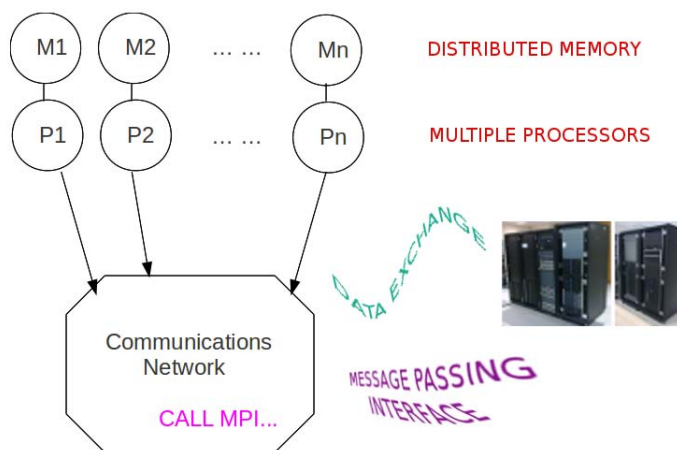 M1 M2 ... ... Mn DISTRIBUTED MEMORY
P1 P2 ... ... Pn MULTIPLE PROCESSORS
DATA EXCHANGE
Communications
Network
CALL MPI...
MESSAGE PASSING
INTERFACE